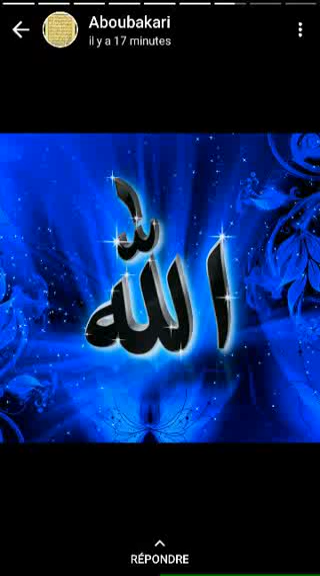 Aboubakari
il y a 17 minutes
الله
RÉPONDRE